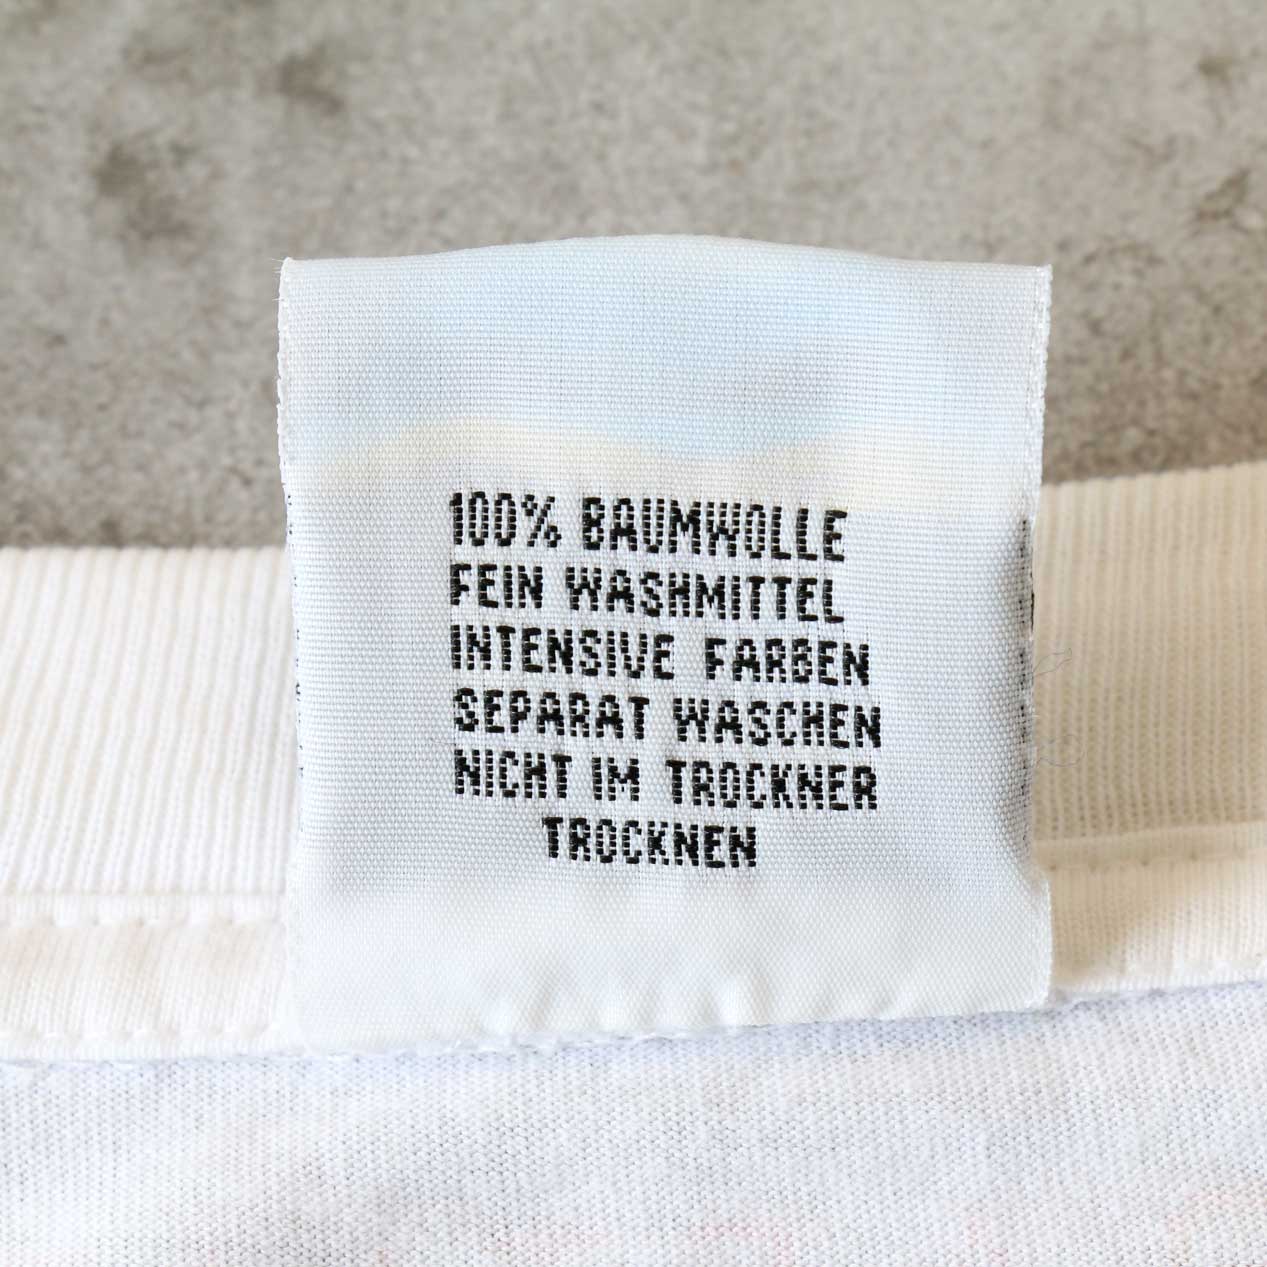 100% BAUMWOLLE
FEIN WASHMITTEL
INTENSIVE FARBEN
SEPARAT WASCHEN
NICHT IM TROCKNER
TROCKNEN